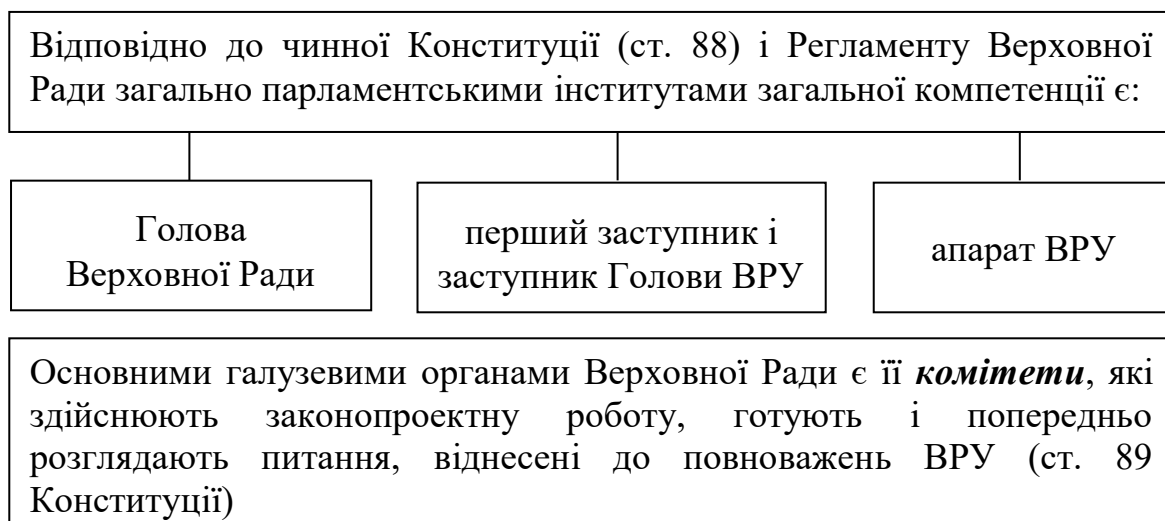 Відповідно до чинної Конституції (ст. 88) і Регламенту Верховної
Ради загально парламентськими інститутами загальної компетенції є:
Голова
Верховної Ради
перший заступник і
заступник Голови ВРУ
апарат ВРУ
Основними галузевими органами Верховної Ради є її комітети, які
здійснюють законопроектну роботу, готують і попередньо
розглядають питання, віднесені до повноважень ВРУ (ст. 89
Конституції)